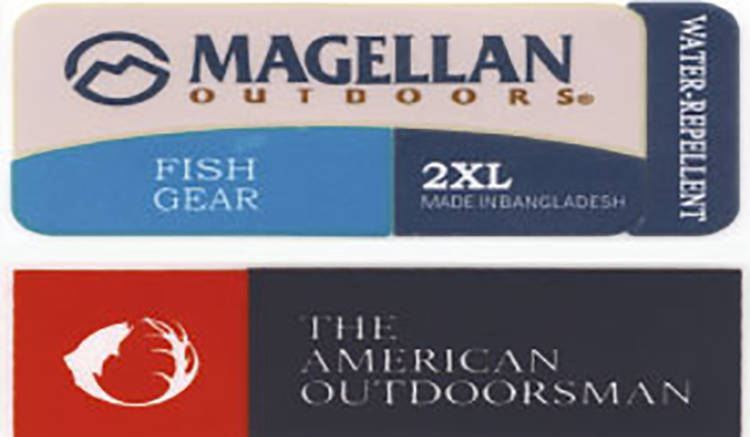 MAGELLAN
OUTDOORS®
FISH
GEAR
2XL
MADE IN BANGLADESH
WATER-REPELLENT
THE
AMERICAN
OUTDOORSMAN